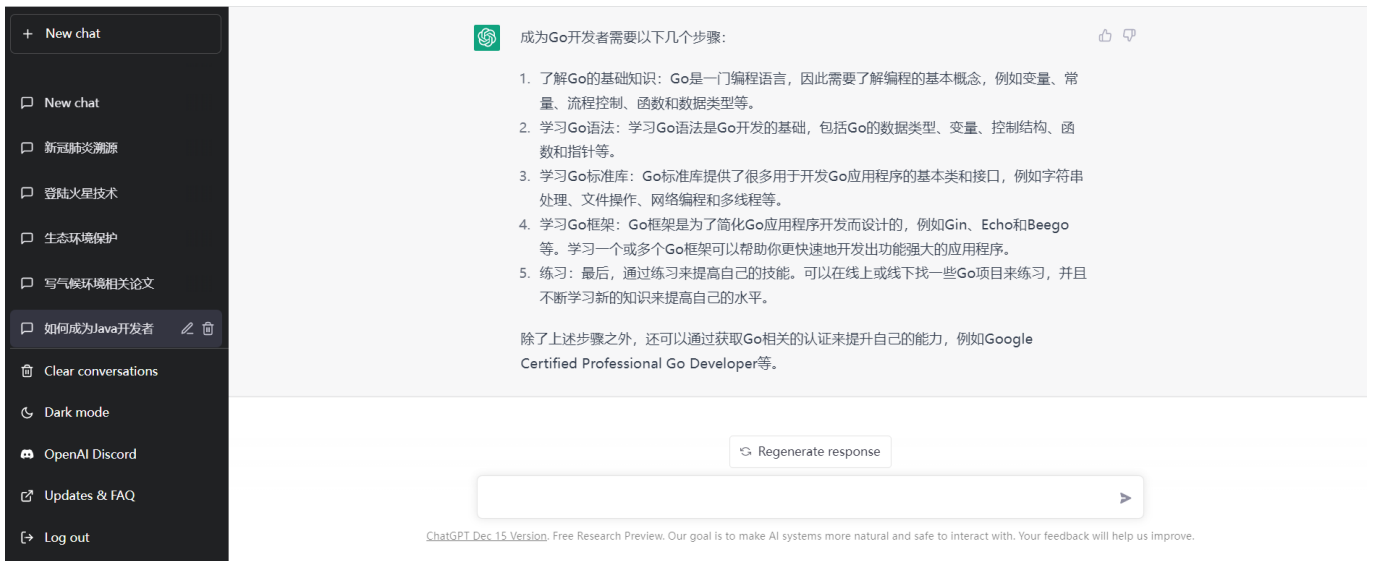 New chat
New chat
新冠肺炎溯源
登陆火星技术
生态环境保护
写气候环境相关论文
如何成为Java开发者
Clear conversations
Dark mode
OpenAI Discord
Updates & FAQ
Log out
成为Go开发者需要以下几个步骤：
1. 了解Go的基础知识：Go是一门编程语言，因此需要了解编程的基本概念，例如变量、常
量、流程控制、函数和数据类型等。
2. 学习Go语法：学习Go语法是Go开发的基础，包括Go的数据类型、变量、控制结构、函
数和指针等。
3. 学习Go标准库：Go标准库提供了很多用于开发Go应用程序的基本类和接口，例如字符串
处理、文件操作、网络编程和多线程等。
4. 学习Go框架：Go框架是为了简化Go应用程序开发而设计的，例如Gin、Echo和Beego
等。学习一个或多个Go框架可以帮助你更快速地开发出功能强大的应用程序。
5. 练习：最后，通过练习来提高自己的技能。可以在线上或线下找一些Go项目来练习，并且
不断学习新的知识来提高自己的水平。
除了上述步骤之外，还可以通过获取Go相关的认证来提升自己的能力，例如Google
Certified Professional Go Developer等。
Regenerate response
ChatGPT Dec 15 Version. Free Research Preview. Our goal is to make AI systems more natural and safe to interact with. Your feedback will help us improve.